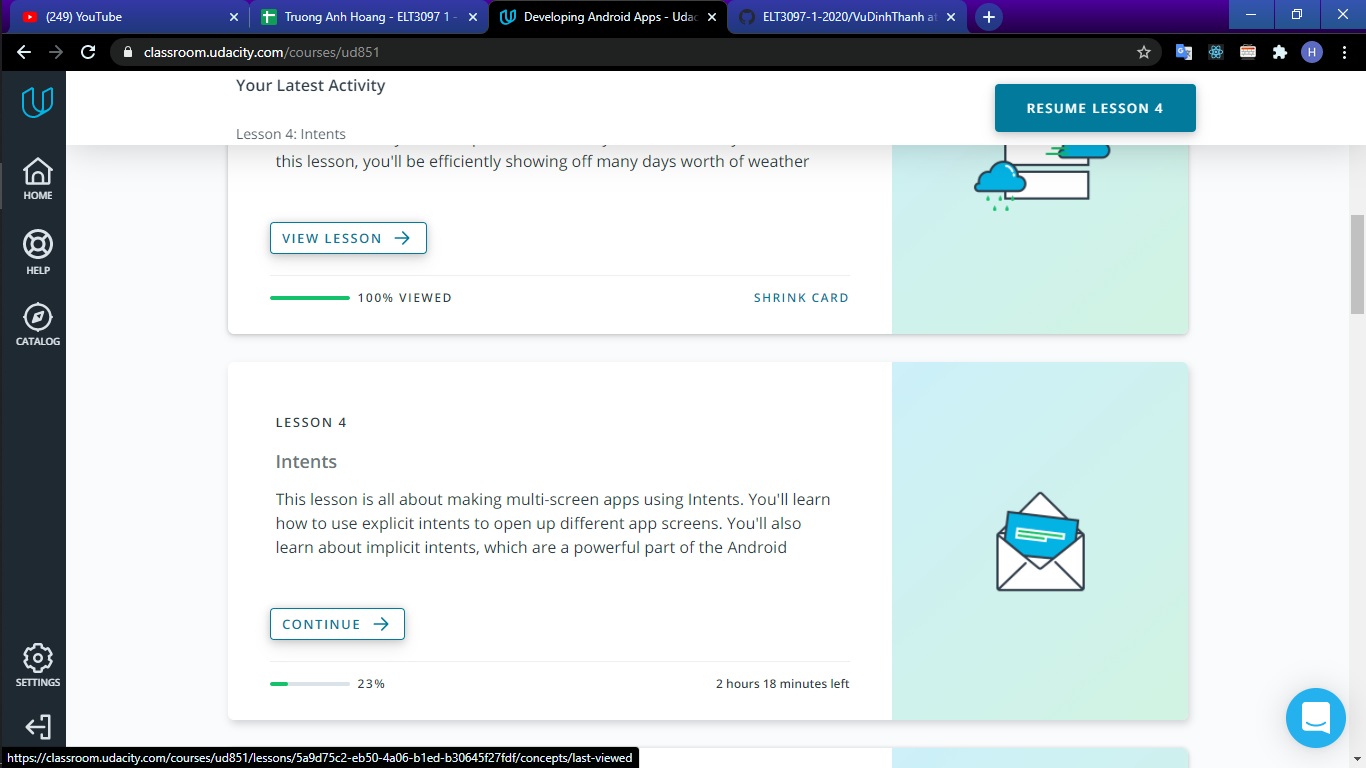 (249) YouTube
Truong Anh Hoang - ELT3097 1 -
Developing Android Apps - Udac
ELT3097-1-2020/VuDinhThanh at
classroom.udacity.com/courses/ud851
H
Your Latest Activity
RESUME LESSON 4
Lesson 4: Intents
this lesson, you'll be efficiently showing off many days worth of weather
HOME
VIEW LESSON
HELP
100% VIEWED
SHRINK CARD
CATALOG
LESSON 4
Intents
This lesson is all about making multi-screen apps using Intents. You'll learn
how to use explicit intents to open up different app screens. You'll also
learn about implicit intents, which are a powerful part of the Android
CONTINUE
23%
2 hours 18 minutes left
SETTINGS
https://classroom.udacity.com/courses/ud851/lessons/5a9d75c2-eb50-4a06-b1ed-b30645f27fdf/concepts/last-viewed